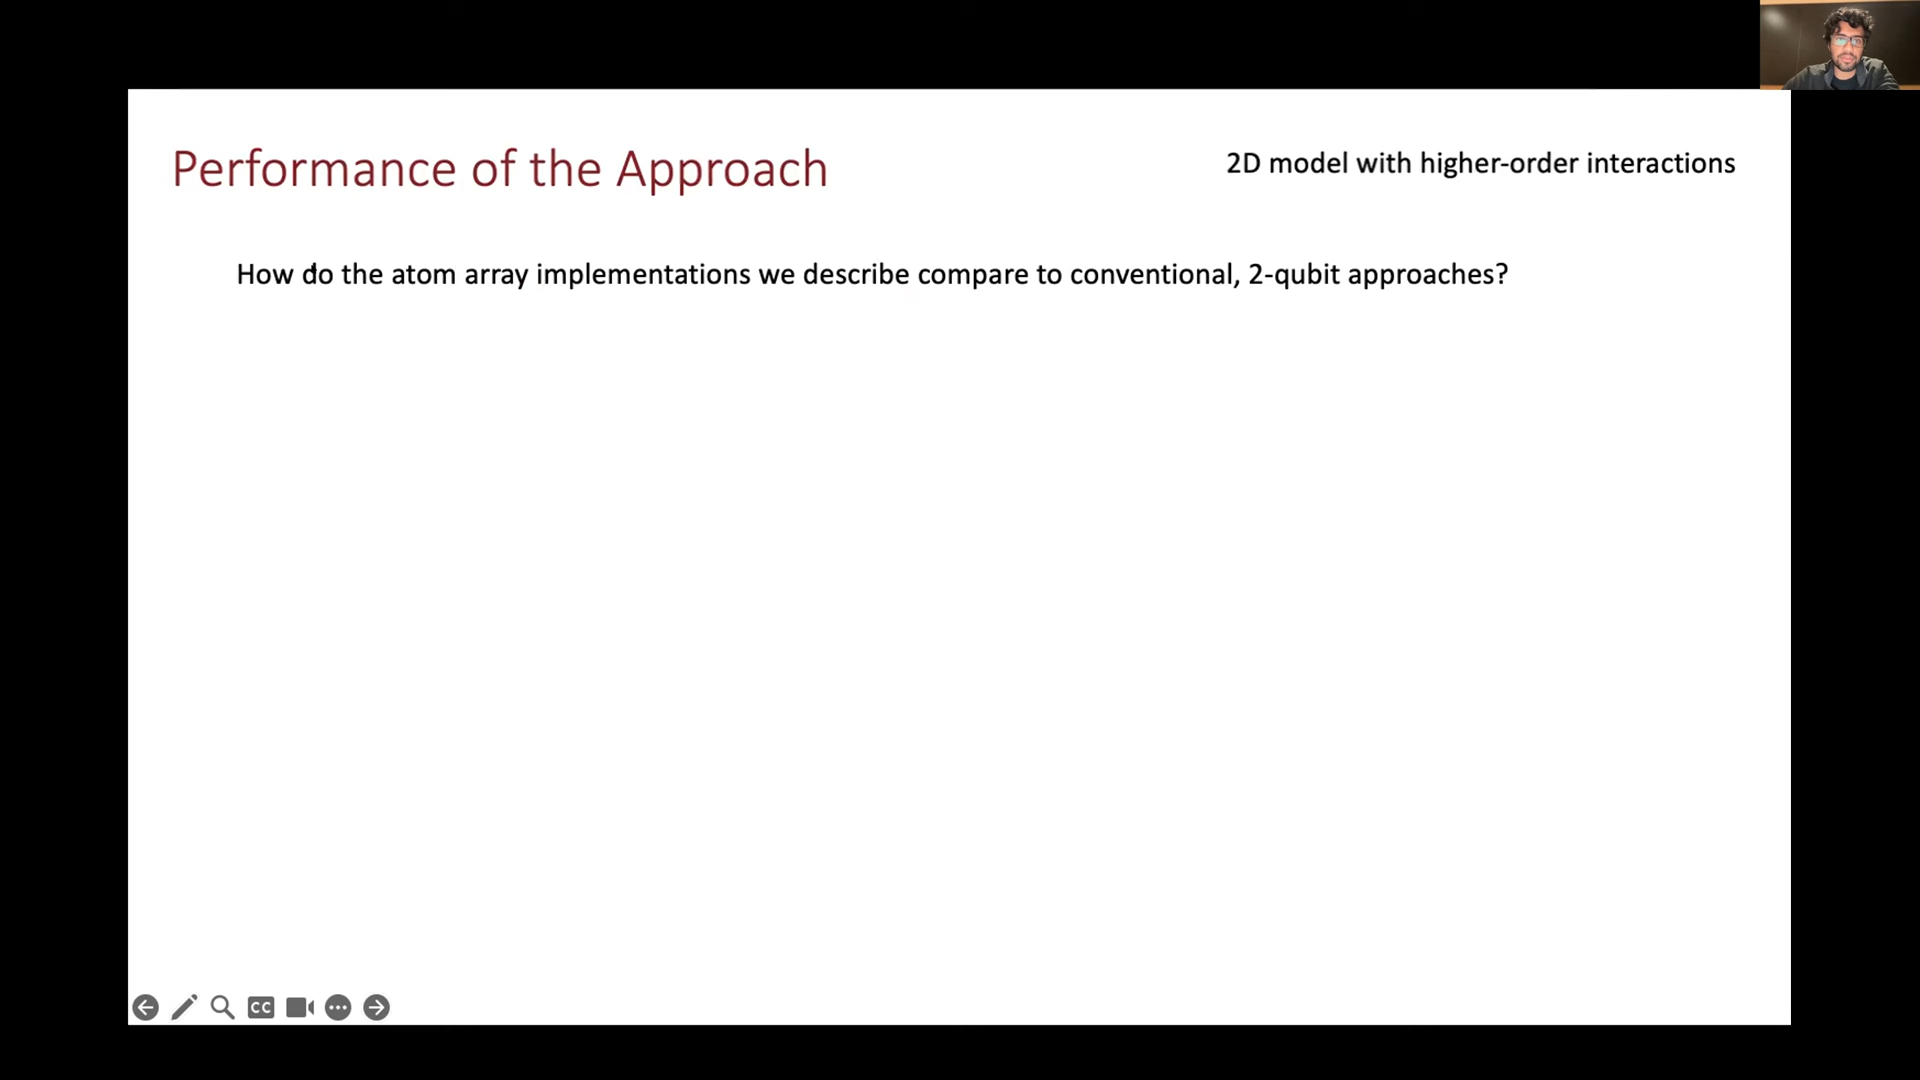 Performance of the Approach
2D model with higher-order interactions
How do the atom array implementations we describe compare to conventional, 2-qubit approaches?
CC